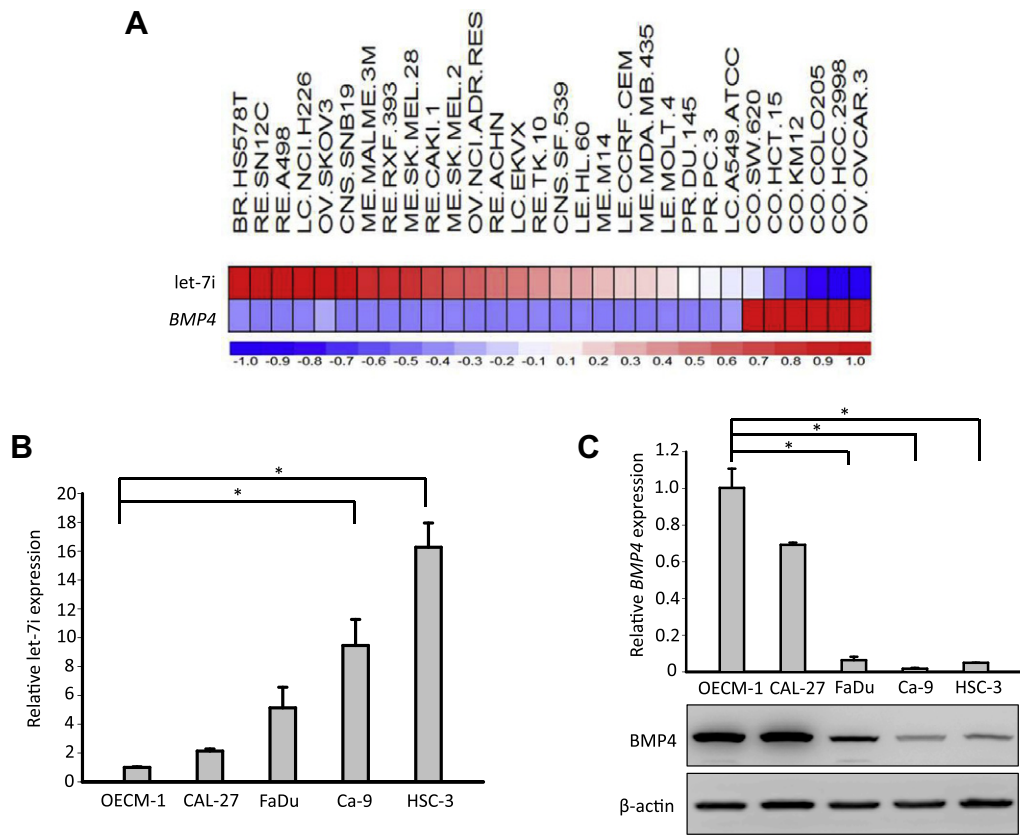 A
BR.HS578T
RE.SN12C
RE.A498
LC.NCI.H226
OV.SKOV3
CNS.SNB19
ME.MALME.3M
RE.RXF.393
ME.SK.MEL.28
RE.CAKI.1
ME.SK.MEL.2
OV.NCI.ADR.RES
RE.ACHN
LC.EKVX
RE.TK.10
CNS.SF.539
LE.HL.60
ME.M14
LE.CCRF.CEM
ME.MDA.MB.435
LE.MOLT.4
PR.DU.145
PR.PC.3
LC.A549.ATCC
CO.SW.620
CO.HCT.15
CO.KM12
CO.COLO205
CO.HCC.2998
OV.OVCAR.3
let-7i
BMP4
-1.0 -0.9 -0.8 -0.7 -0.6 -0.5 -0.4 -0.3 -0.2 -0.1 0.1 0.2 0.3 0.4 0.5 0.6 0.7 0.8 0.9 1.0
B
Relative let-7i expression
20
18
16
14
12
10
8
6
4
2
0
*
*
OECM-1 CAL-27 FaDu Ca-9 HSC-3
C
Relative BMP4 expression
1.2
1.0
0.8
0.6
0.4
0.2
0
*
*
*
OECM-1 CAL-27 FaDu Ca-9 HSC-3
BMP4
β-actin